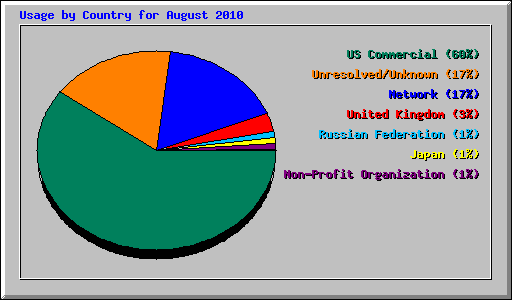 Usage by Country for August 2010
US Commercial (60%)
Unresolved/Unknown (17%)
Network (17%)
United Kingdom (3%)
Russian Federation (1%)
Japan (1%)
Non-Profit Organization (1%)